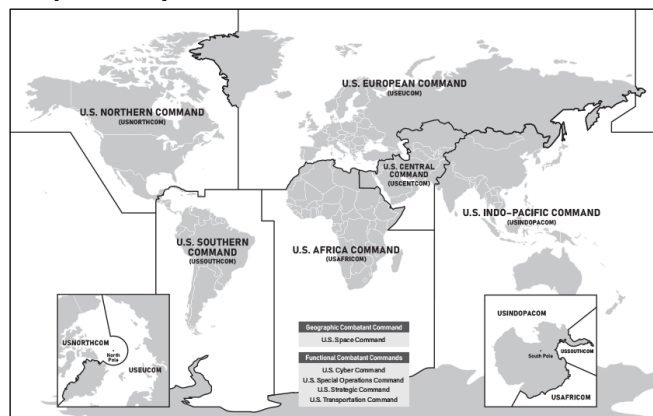 U.S. EUROPEAN COMMAND
(USEUCOM)
U.S. NORTHERN COMMAND
(USNORTHCOM)
U.S. CENTRAL
COMMAND
(USCENTCOM)
U.S. INDO-PACIFIC COMMAND
(USINDOPACOM)
U.S. SOUTHERN
COMMAND
(USSOUTHCOM)
U.S. AFRICA COMMAND
(USAFRICOM)
USNORTHCOM
North
Pole
USEUCOM
Geographic Combatant Command
U.S. Space Command
Functional Combatant Commands
U.S. Cyber Command
U.S. Special Operations Command
U.S. Strategic Command
U.S. Transportation Command
USINDOPACOM
South Pole
USSOUTHCOM
USAFRICOM